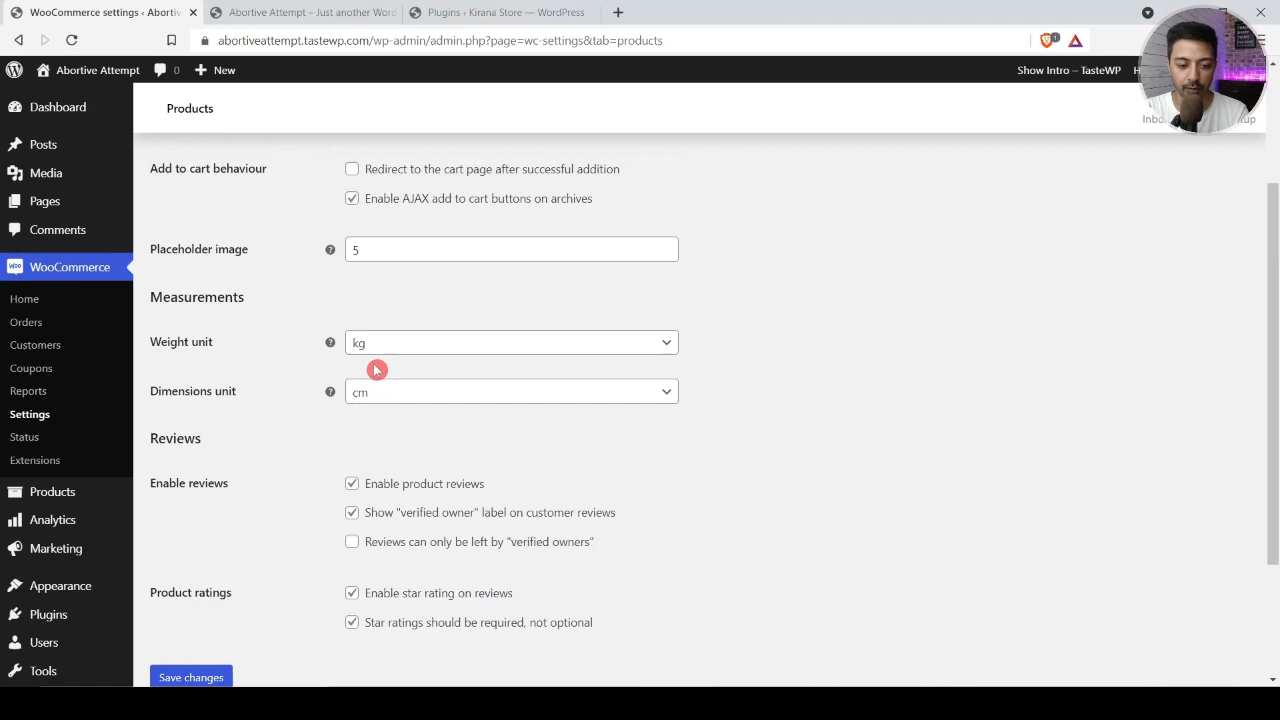 WooCommerce settings ‹ Abortiv
Abortive Attempt – Just another Word
Plugins ‹ Kirana Store — WordPress
abortiveattempt.tastewp.com/wp-admin/admin.php?page=wc-settings&tab=products
1
Abortive Attempt
0
New
Show Intro – TasteWP
H
Products
Inbo
tup
Dashboard
Posts
Media
Pages
Comments
WooCommerce
Home
Orders
Customers
Coupons
Reports
Settings
Status
Extensions
Products
Analytics
Marketing
Appearance
Plugins
Users
Tools
Add to cart behaviour
Redirect to the cart page after successful addition
Enable AJAX add to cart buttons on archives
Placeholder image
5
Measurements
Weight unit
kg
Dimensions unit
cm
Reviews
Enable reviews
Enable product reviews
Show "verified owner" label on customer reviews
Reviews can only be left by "verified owners"
Product ratings
Enable star rating on reviews
Star ratings should be required, not optional
Save changes